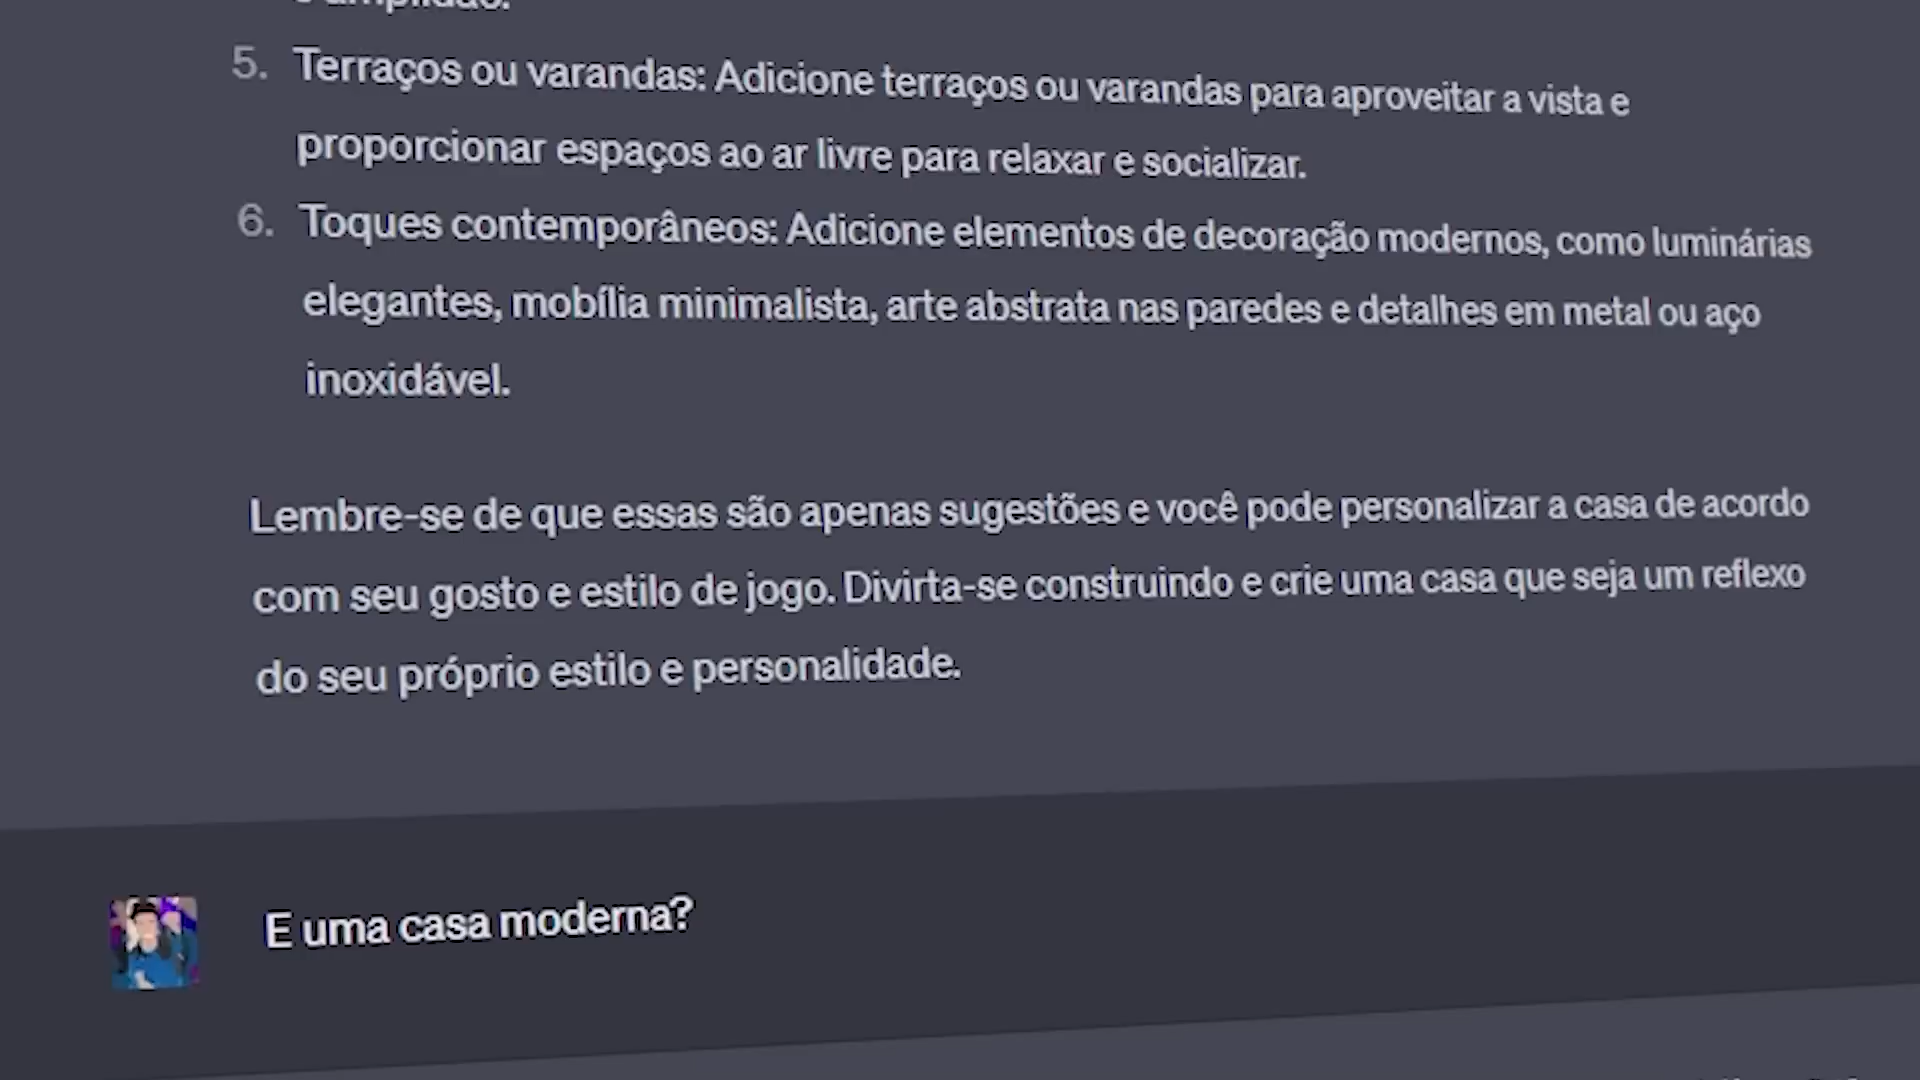 5. Terraços ou varandas: Adicione terraços ou varandas para aproveitar a vista e
proporcionar espaços ao ar livre para relaxar e socializar.
6. Toques contemporâneos: Adicione elementos de decoração modernos, como luminárias
elegantes, mobília minimalista, arte abstrata nas paredes e detalhes em metal ou aço
inoxidável.
Lembre-se de que essas são apenas sugestões e você pode personalizar a casa de acordo
com seu gosto e estilo de jogo. Divirta-se construindo e crie uma casa que seja um reflexo
do seu próprio estilo e personalidade.
E uma casa moderna?